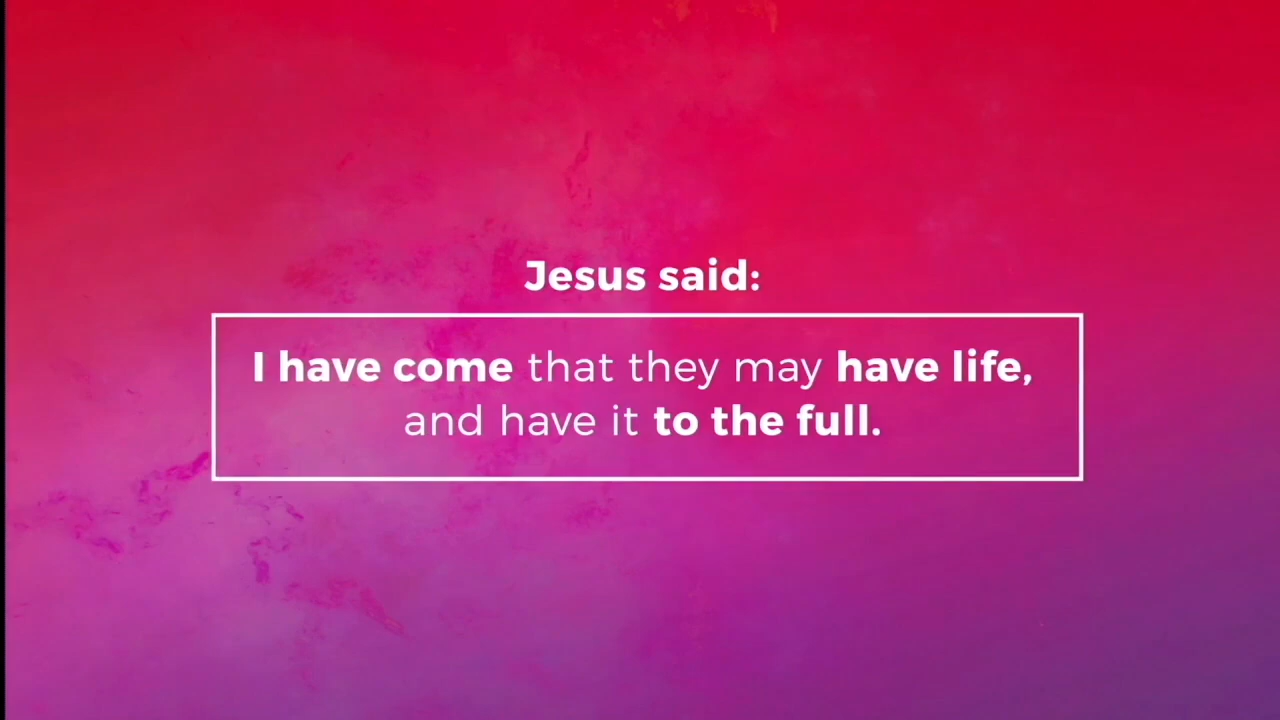 Jesus said:
I have come that they may have life,
and have it to the full.